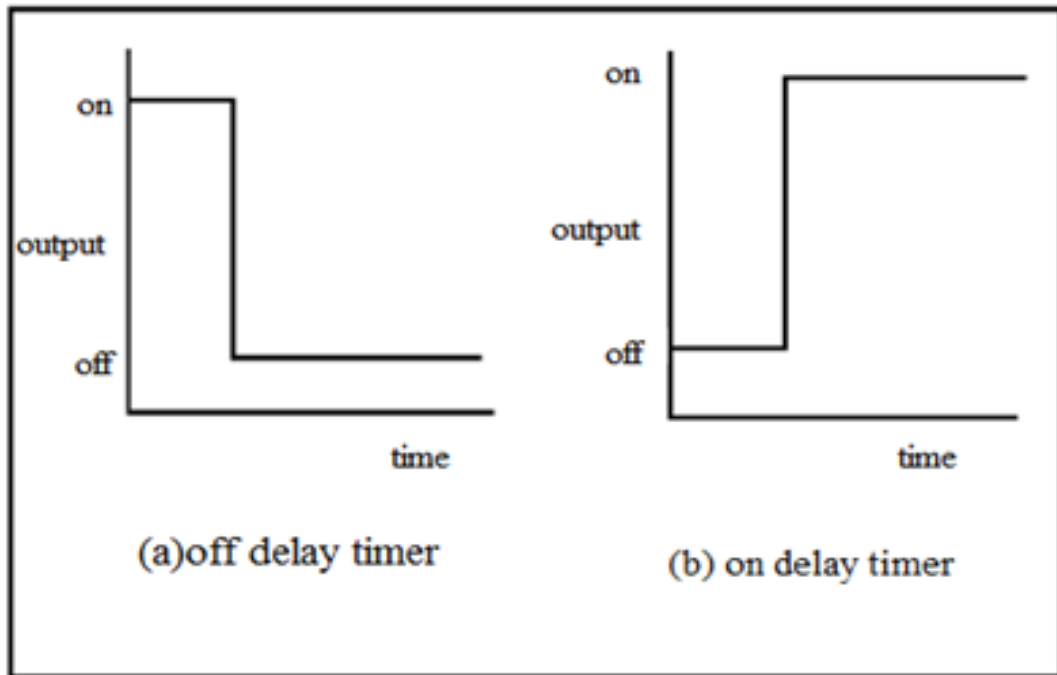 on
output
off
time
(a)off delay timer
on
output
off
time
(b) on delay timer